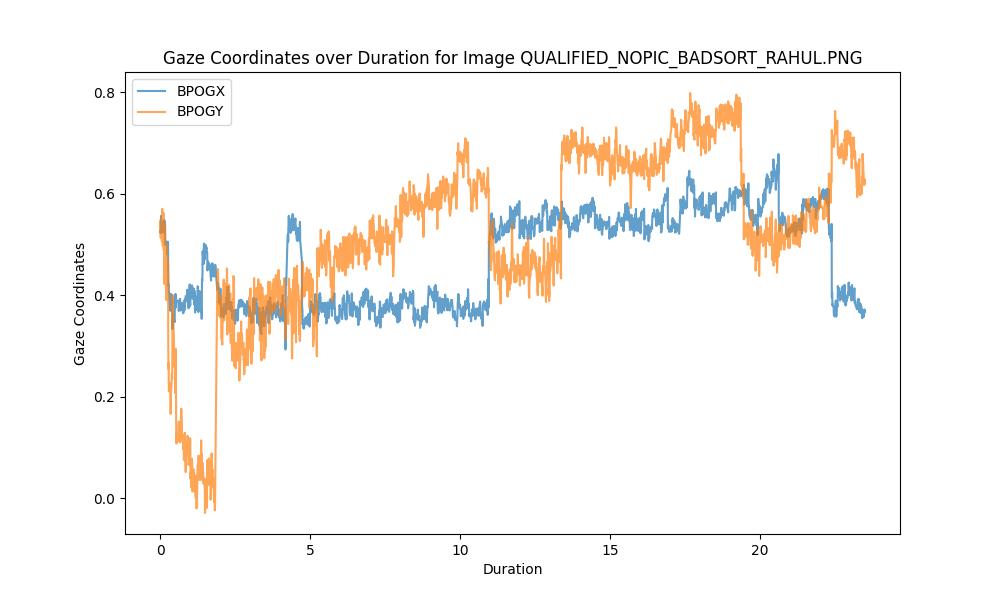 Gaze Coordinates over Duration for Image QUALIFIED_NOPIC_BADSORT_RAHUL.PNG
BPOGX
BPOGY
0.8
0.6
0.4
0.2
0.0
Gaze Coordinates
0
5
10
15
20
Duration